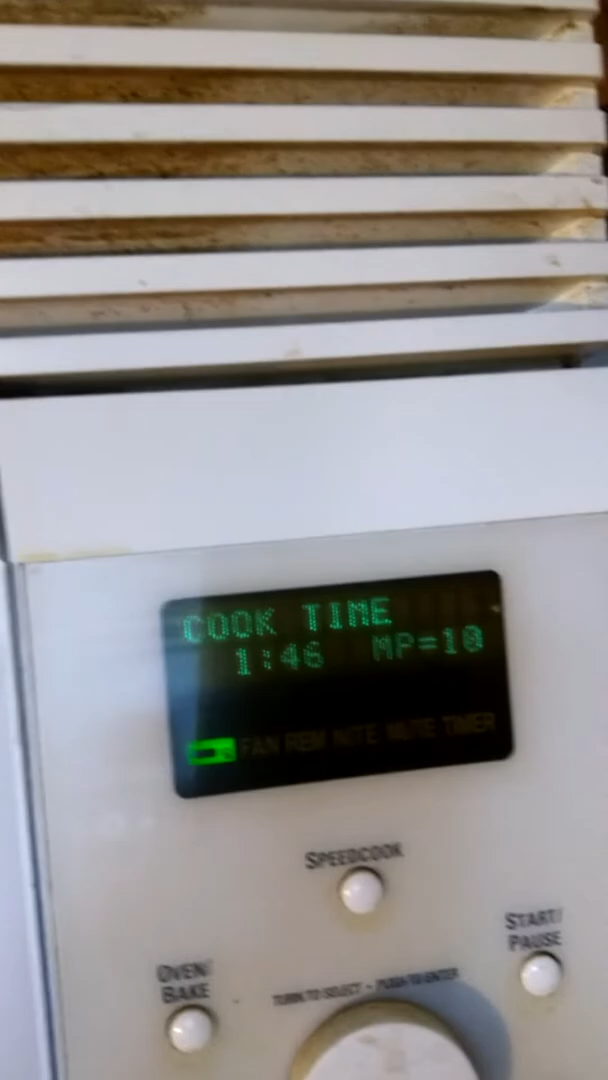 COOK TIME
1:46 MP=10
FAN REM NITE MUTE TIMER
SPEEDCOOK
START/
PAUSE
OVEN/
BAKE
TURN TO SELECT - PUSH TO ENTER